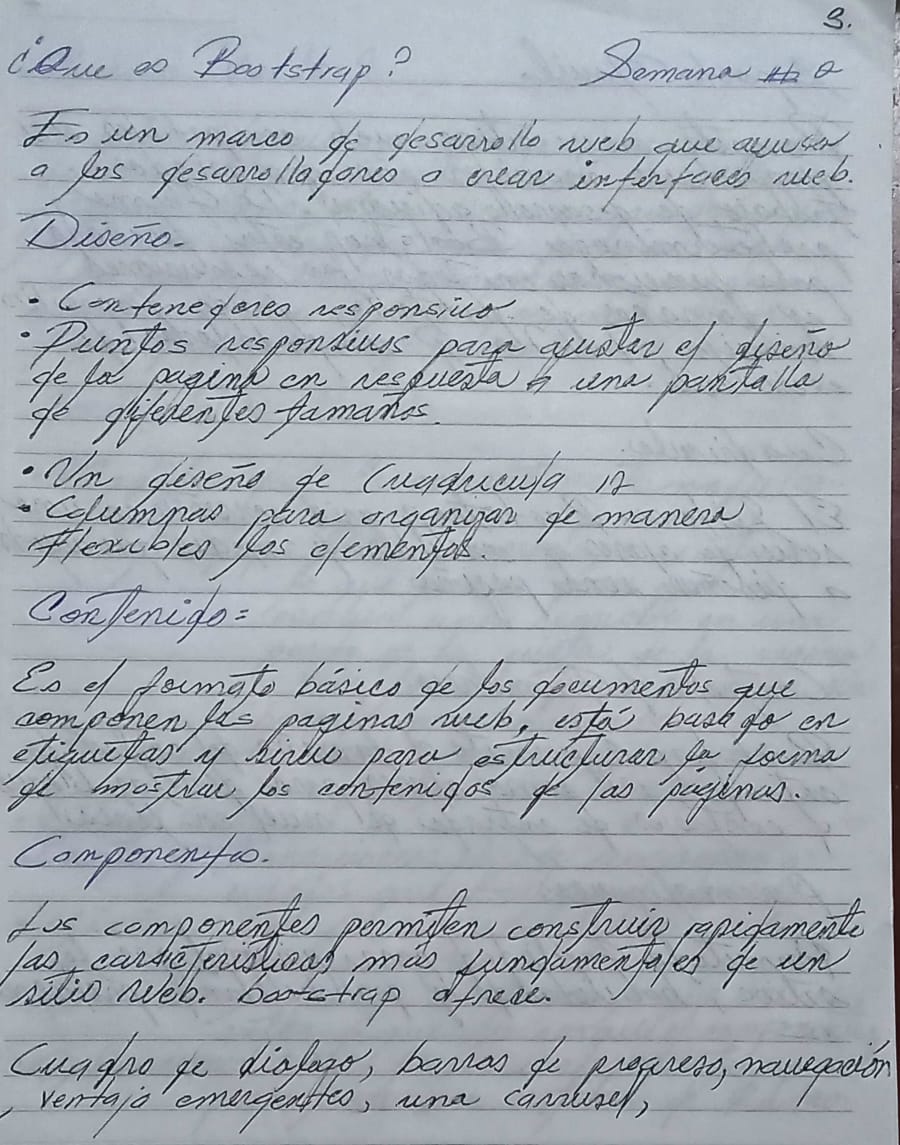 3.
¿Que es Bootstrap? Semana #
Es un marco de desarrollo web que ayuda
a los desarrolladores a crear interfaces web.
Diseño.
• Contenedores responsivo
• Puntos responsivos para ajustar el diseño
de la pagina en respuesta a una pantalla
de diferentes tamaños.
• Un diseño de Cuadricula 12
• Columnas para organizar de manera
flexibles los elementos.
Contenido=
Es el formato básico de los documentos que
componen las paginas web, está basado en
etiquetas y sirve para estructurar la forma
de mostrar los contenidos de las páginas.
Componentes.
Los componentes permiten construir rapidamente
las caracteristicas más fundamentales de un
sitio web. bootstrap ofrece.
Cuadro de dialogo, barras de progreso, navegación
, ventajo emergentes, una carrusel,